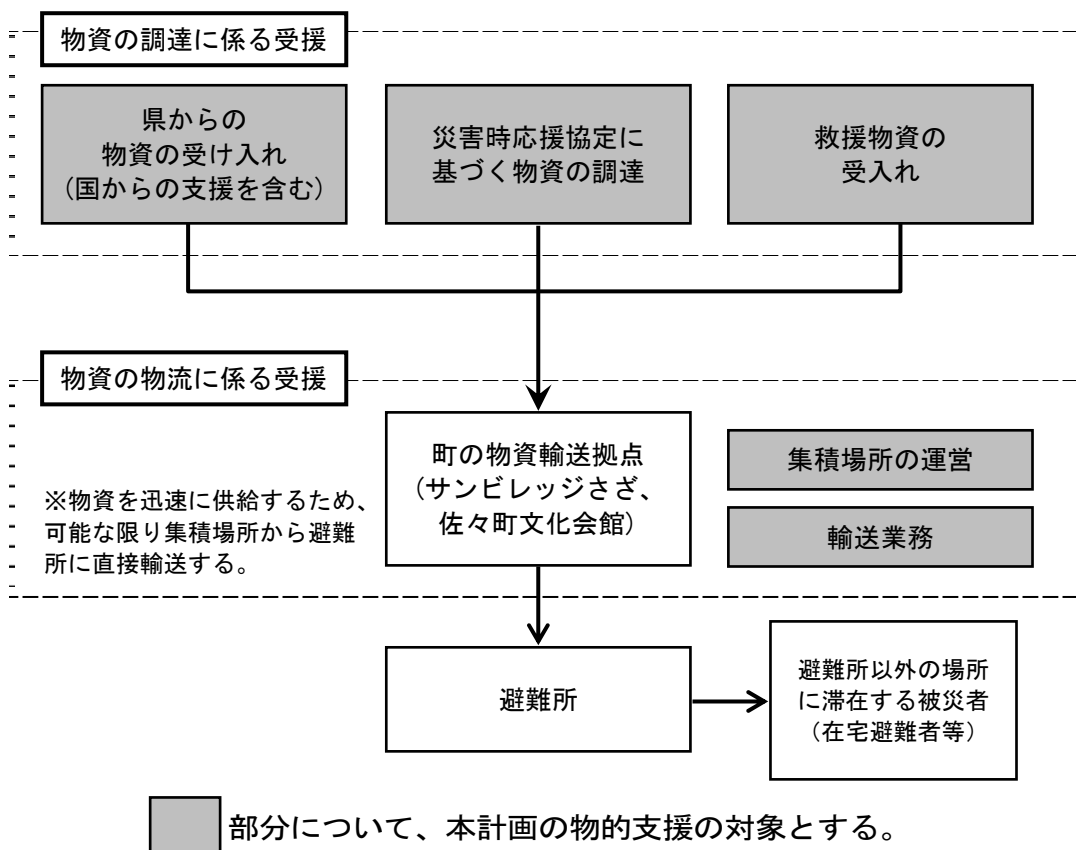 物資の調達に係る受援
県からの
物資の受け入れ
（国からの支援を含む）
災害時応援協定に
基づく物資の調達
救援物資の
受入れ
物資の物流に係る受援
※物資を迅速に供給するため、
可能な限り集積場所から避難
所に直接輸送する。
町の物資輸送拠点
（サンビレッジさざ、
佐々町文化会館）
集積場所の運営
輸送業務
避難所
避難所以外の場所
に滞在する被災者
（在宅避難者等）
部分について、本計画の物的支援の対象とする。